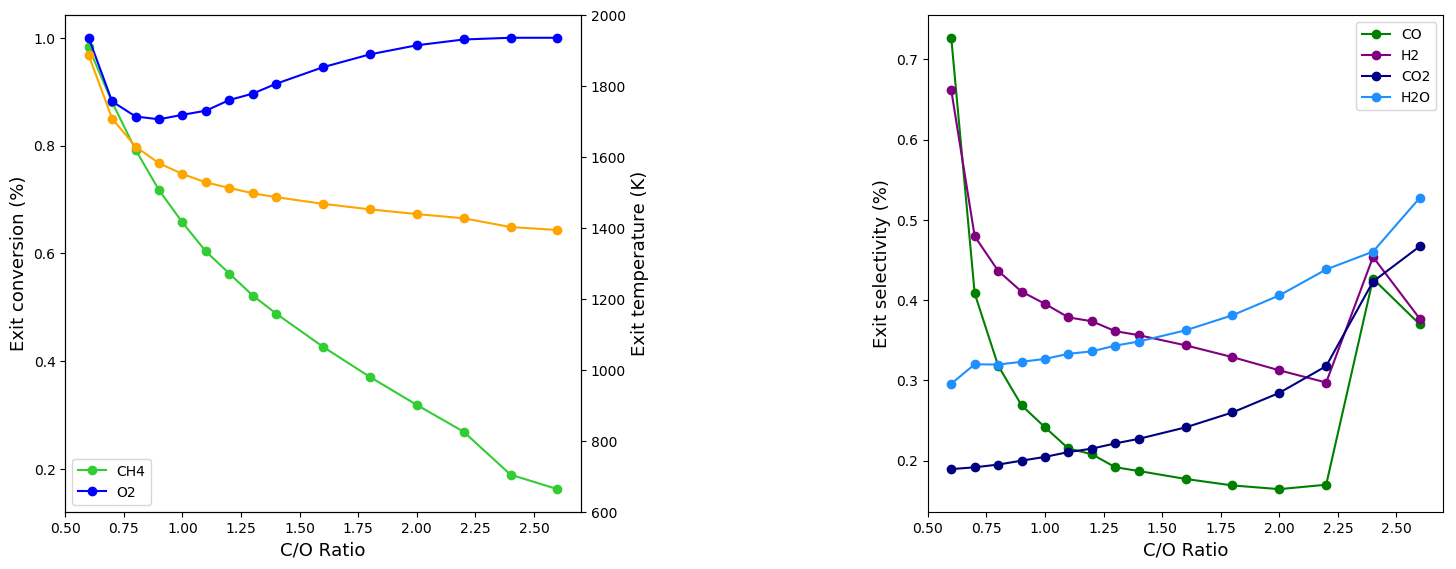 1.0
0.8
0.6
0.4
0.2
Exit conversion (%)
0.50 0.75 1.00 1.25 1.50 1.75 2.00 2.25 2.50
C/O Ratio
CH4
O2
2000
1800
1600
1400
1200
1000
800
600
Exit temperature (K)
0.7
0.6
0.5
0.4
0.3
0.2
Exit selectivity (%)
0.50 0.75 1.00 1.25 1.50 1.75 2.00 2.25 2.50
C/O Ratio
CO
H2
CO2
H2O